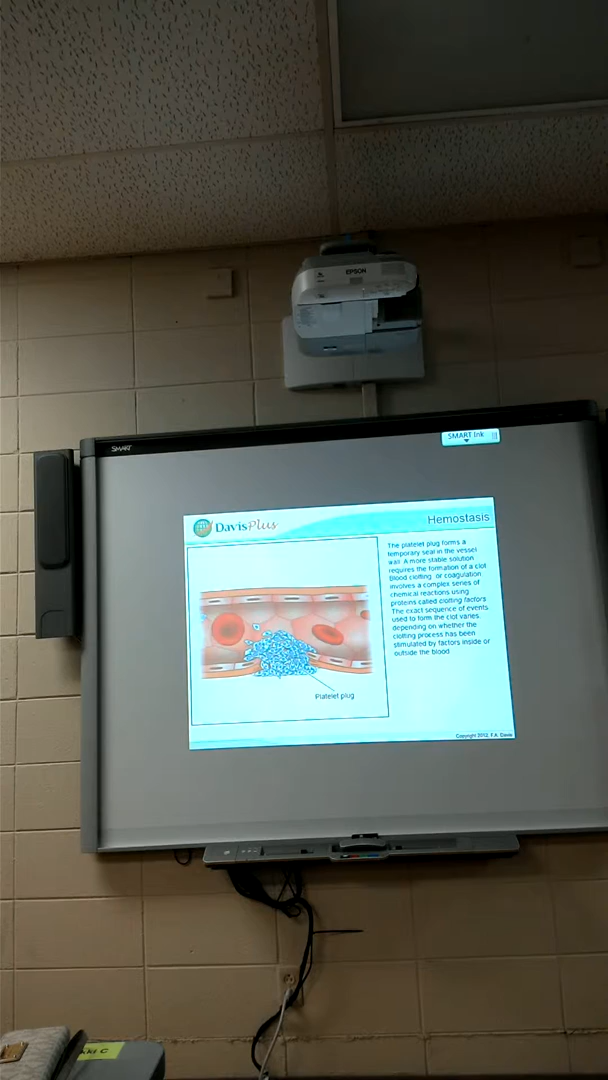 EPSON
SMART
SMART Ink
DavisPlus
Hemostasis
The platelet plug forms a
temporary seal in the vessel
wall. A more stable solution
requires the formation of a clot.
Blood clotting, or coagulation
involves a complex series of
chemical reactions using
proteins called clotting factors.
The exact sequence of events
used to form the clot varies,
depending on whether the
clotting process has been
stimulated by factors inside or
outside the blood.
Platelet plug
Copyright 2012, F.A. Davis